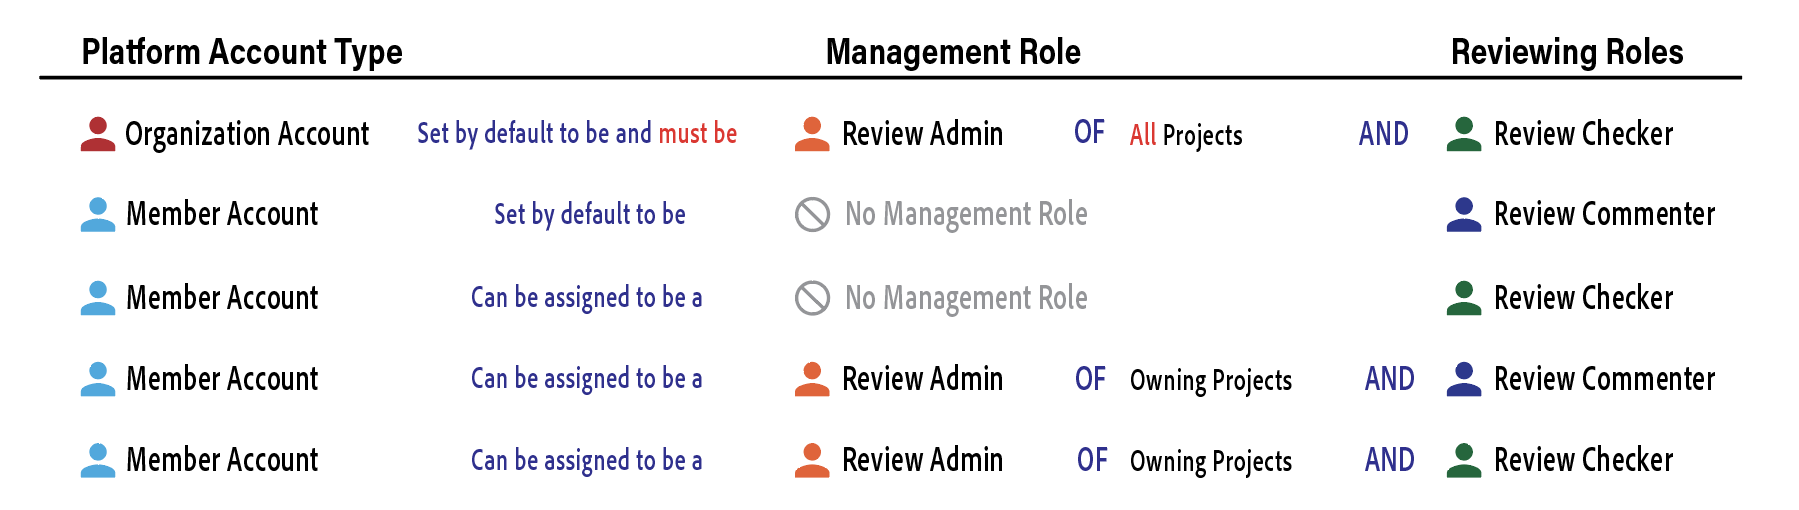 Platform Account Type Management Role Reviewing Roles
Organization Account Set by default to be and must be Review Admin OF All Projects AND Review Checker
Member Account Set by default to be No Management Role Review Commenter
Member Account Can be assigned to be a No Management Role Review Checker
Member Account Can be assigned to be a Review Admin OF Owning Projects AND Review Commenter
Member Account Can be assigned to be a Review Admin OF Owning Projects AND Review Checker